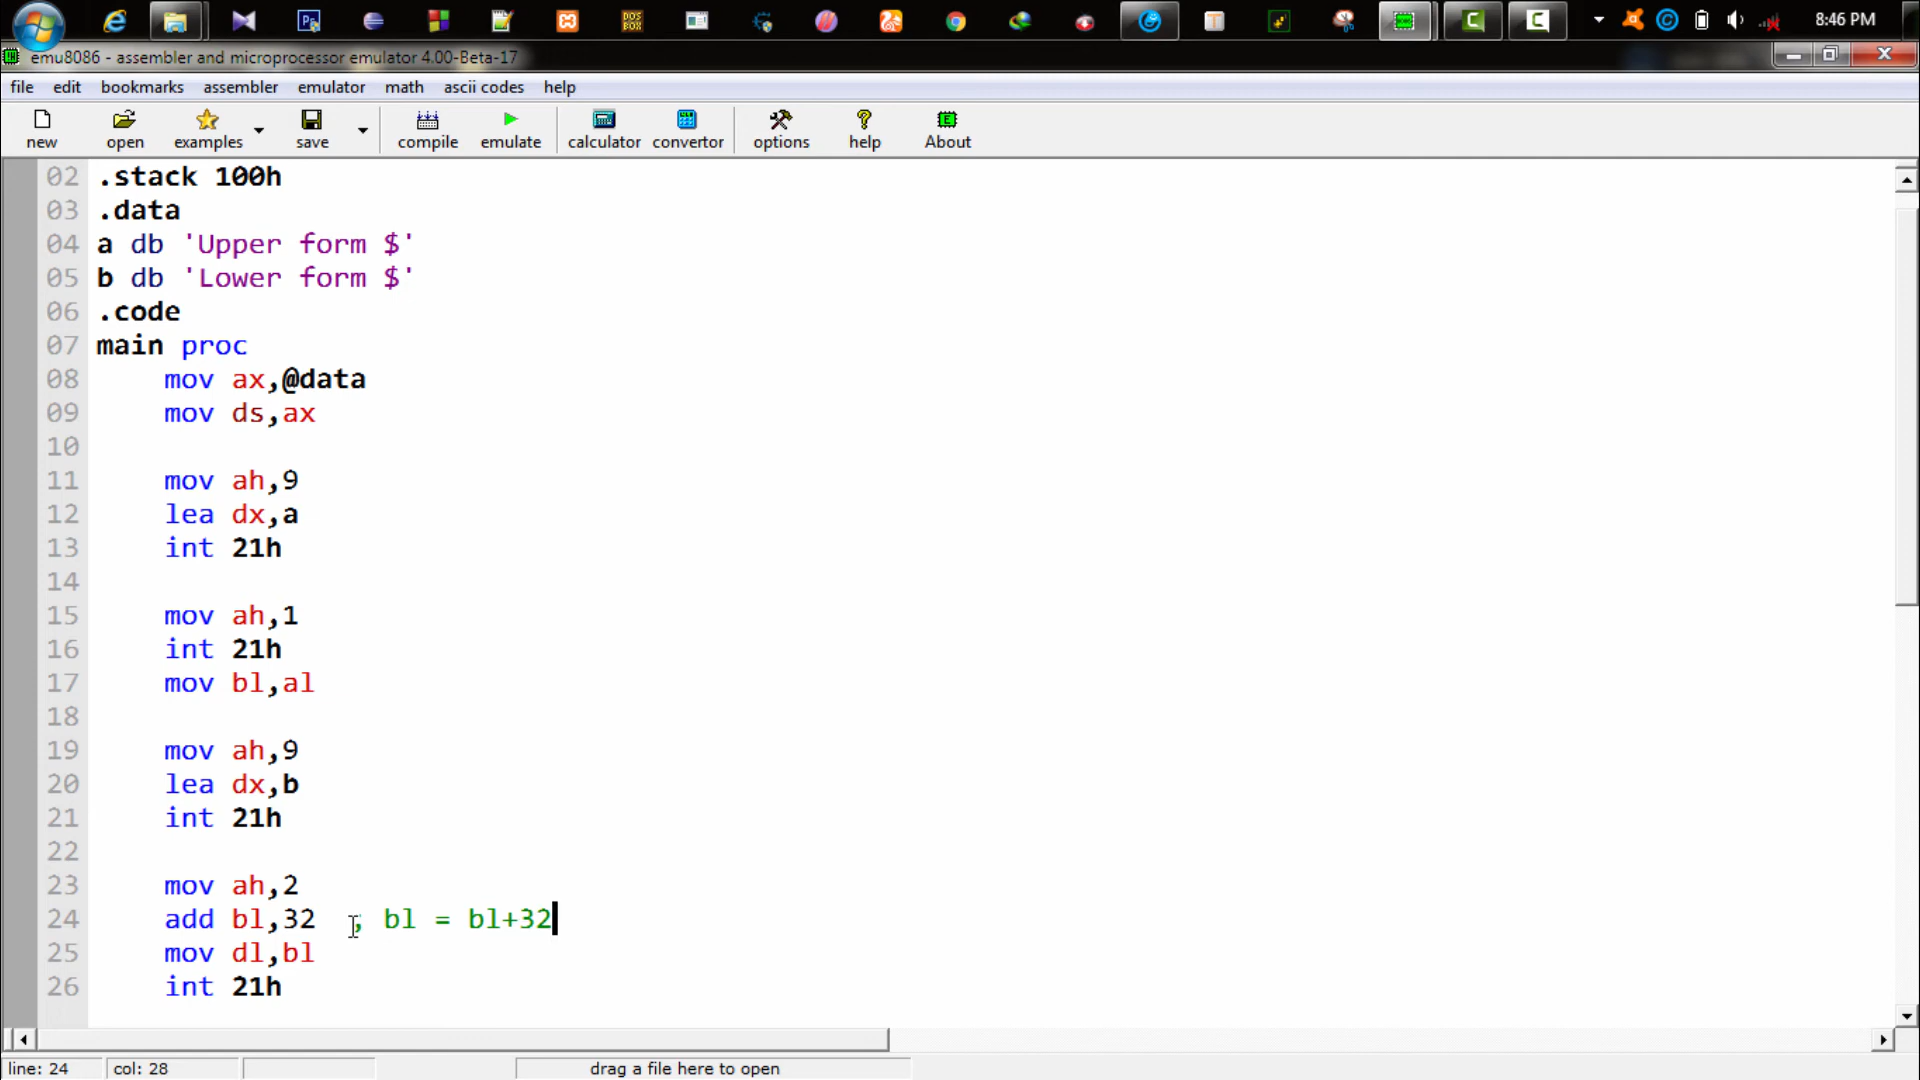 8:46 PM
emu8086 - assembler and microprocessor emulator 4.00-Beta-17
file edit bookmarks assembler emulator math ascii codes help
new open examples save compile emulate calculator convertor options help About
02 .stack 100h
03 .data
04 a db 'Upper form $'
05 b db 'Lower form $'
06 .code
07 main proc
08 mov ax,@data
09 mov ds,ax
10
11 mov ah,9
12 lea dx,a
13 int 21h
14
15 mov ah,1
16 int 21h
17 mov bl,al
18
19 mov ah,9
20 lea dx,b
21 int 21h
22
23 mov ah,2
24 add bl,32 ; bl = bl+32
25 mov dl,bl
26 int 21h
line: 24 col: 28 drag a file here to open